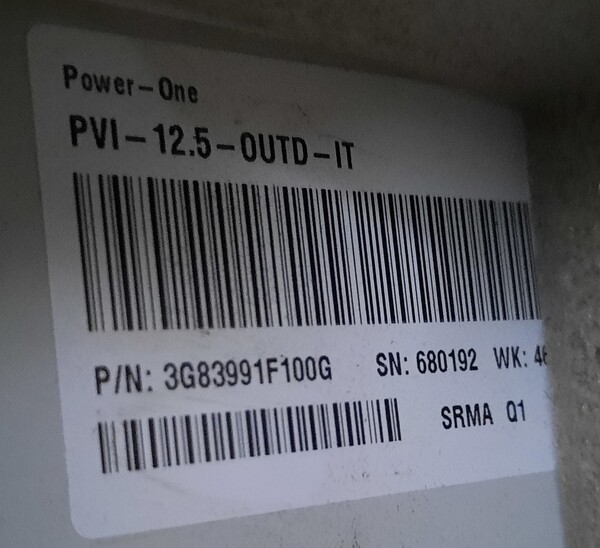 Power-One
PVI-12.5-OUTD-IT
P/N: 3G83991F100G SN: 680192 WK:
SRMA Q1